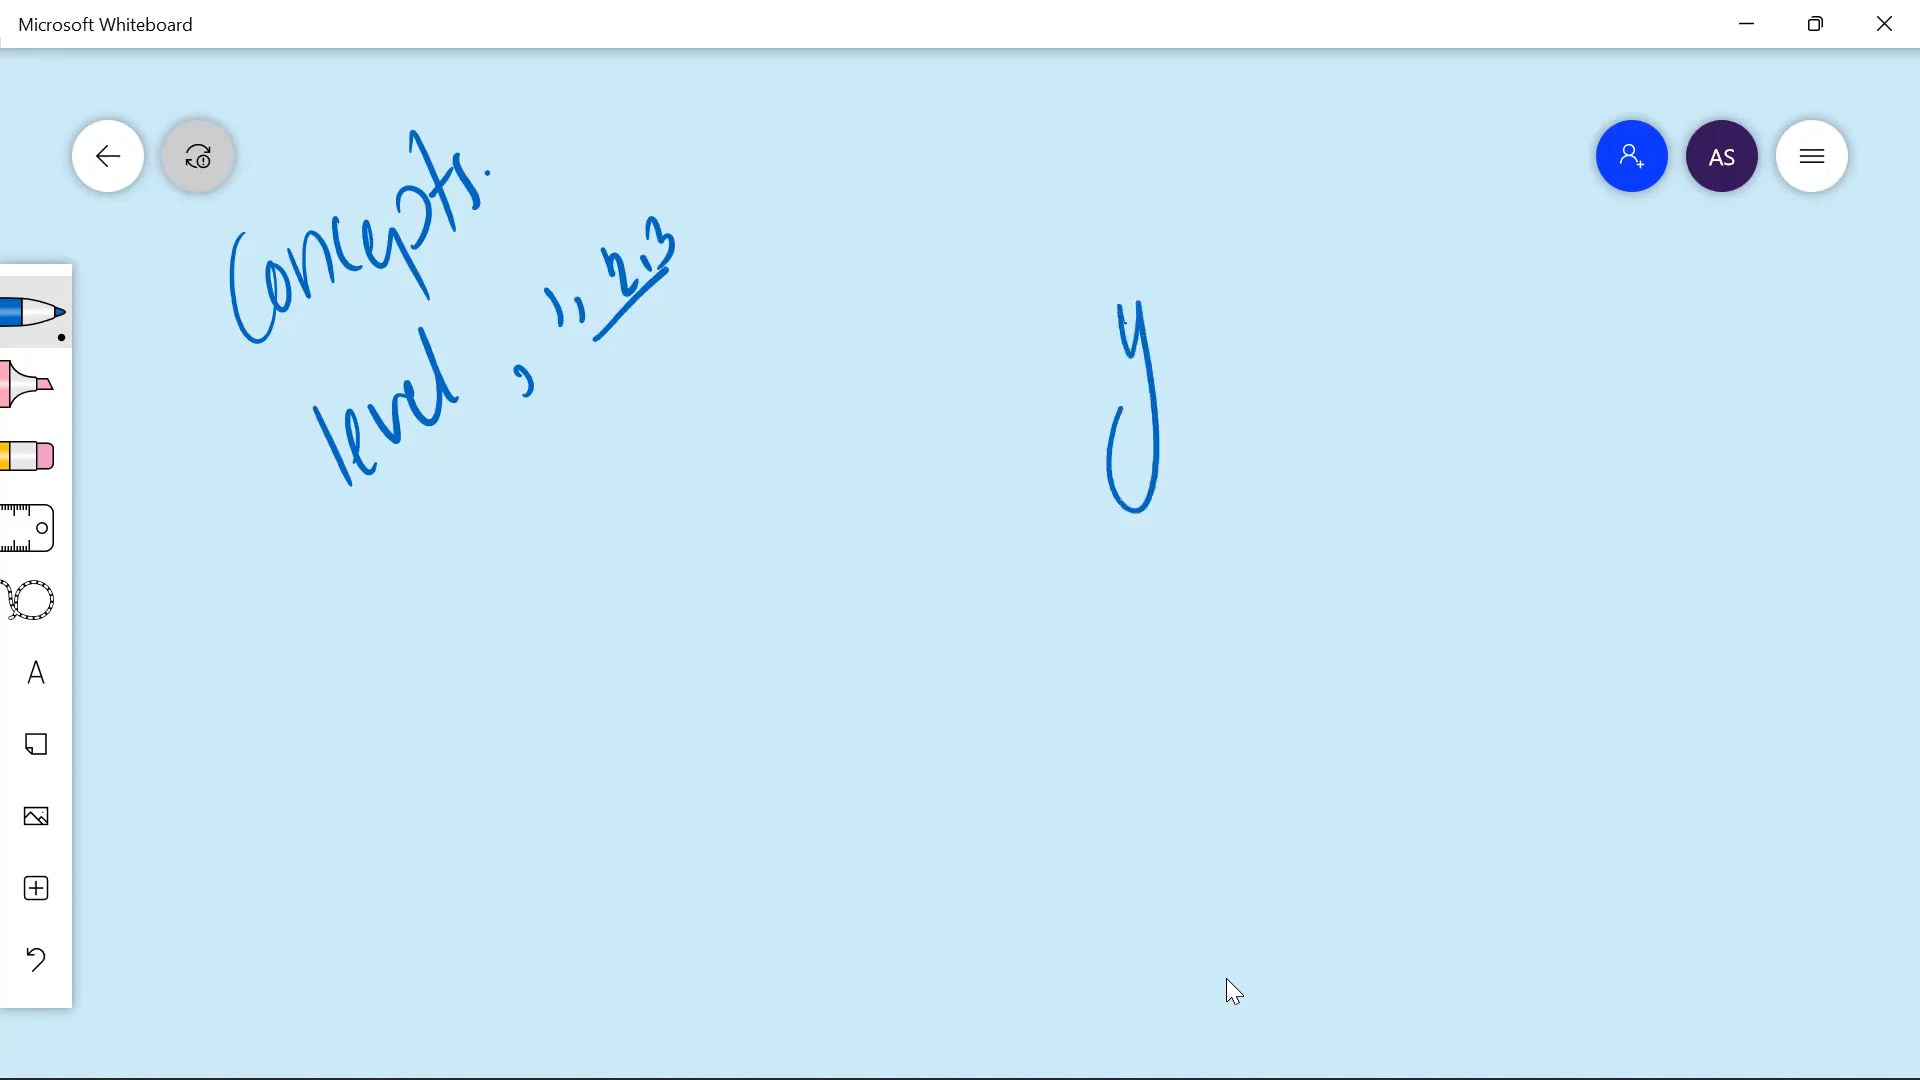 Microsoft Whiteboard
AS
Concepts.
level , 1, 2,3
y
A